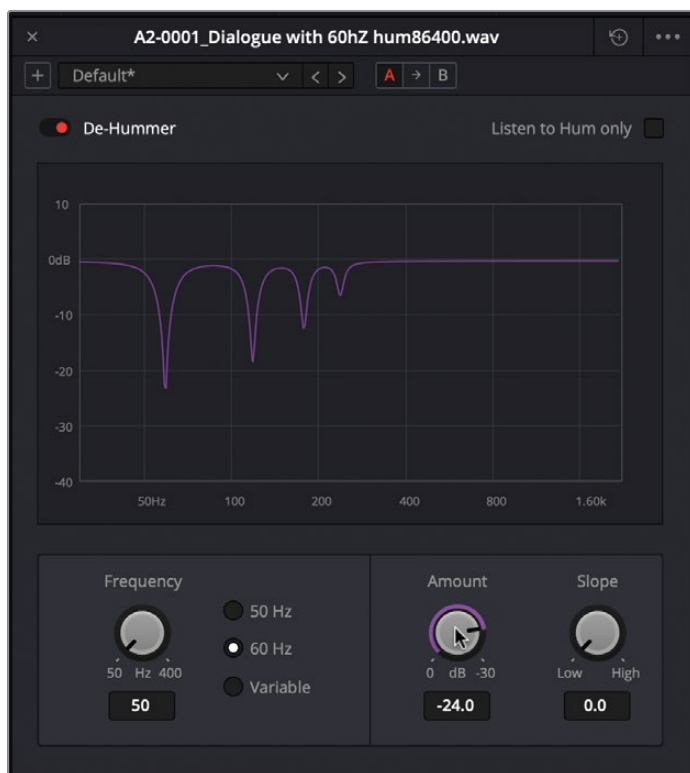 A2-0001_Dialogue with 60hZ hum86400.wav
Default*
A
B
De-Hummer
Listen to Hum only
10
0dB
-10
-20
-30
-40
50Hz 100 200 400 800 1.60k
Frequency
50 Hz 400
50
50 Hz
60 Hz
Variable
Amount
0 dB -30
-24.0
Slope
Low High
0.0